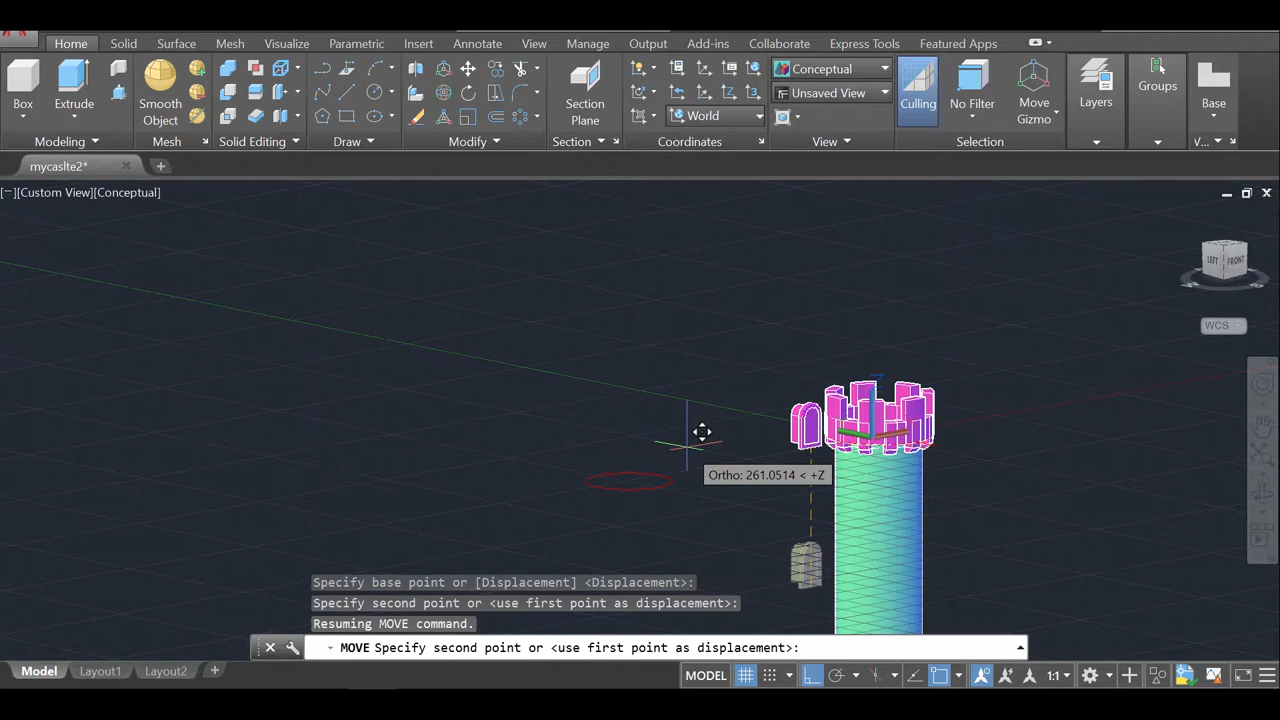 Home Solid Surface Mesh Visualize Parametric Insert Annotate View Manage Output Add-ins Collaborate Express Tools Featured Apps
Box
Extrude
Smooth Object
Section Plane
World
Conceptual
Unsaved View
Culling
No Filter
Move Gizmo
Layers
Groups
Base
Modeling
Mesh
Solid Editing
Draw
Modify
Section
Coordinates
View
Selection
V...
mycaslte2*
[−][Custom View][Conceptual]
LEFT
FRONT
WCS
Z
Ortho: 261.0514 < +Z
Specify base point or [Displacement] <Displacement>:
Specify second point or <use first point as displacement>:
Resuming MOVE command.
MOVE Specify second point or <use first point as displacement>:
Model Layout1 Layout2
MODEL
1:1